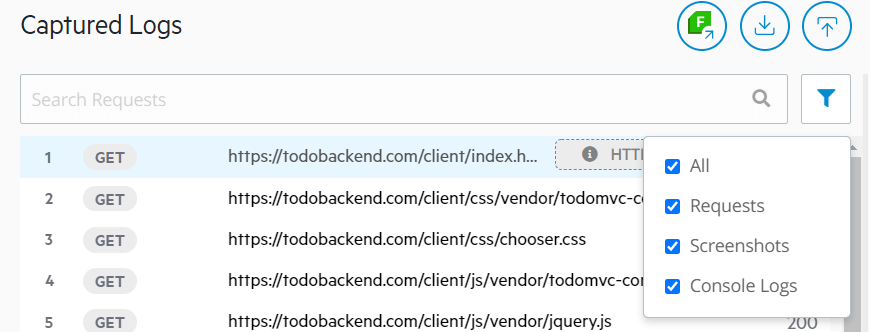 Captured Logs
Search Requests
1 GET https://todobackend.com/client/index.h... HTT
All
2 GET https://todobackend.com/client/css/vendor/todomvc-co
Requests
3 GET https://todobackend.com/client/css/chooser.css
Screenshots
4 GET https://todobackend.com/client/js/vendor/todomvc-com
Console Logs
5 GET https://todobackend.com/client/js/vendor/jquery.js 200